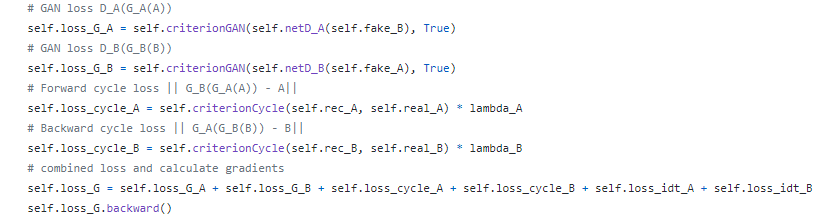 # GAN loss D_A(G_A(A))
self.loss_G_A = self.criterionGAN(self.netD_A(self.fake_B), True)
# GAN loss D_B(G_B(B))
self.loss_G_B = self.criterionGAN(self.netD_B(self.fake_A), True)
# Forward cycle loss || G_B(G_A(A)) - A||
self.loss_cycle_A = self.criterionCycle(self.rec_A, self.real_A) * lambda_A
# Backward cycle loss || G_A(G_B(B)) - B||
self.loss_cycle_B = self.criterionCycle(self.rec_B, self.real_B) * lambda_B
# combined loss and calculate gradients
self.loss_G = self.loss_G_A + self.loss_G_B + self.loss_cycle_A + self.loss_cycle_B + self.loss_idt_A + self.loss_idt_B
self.loss_G.backward()